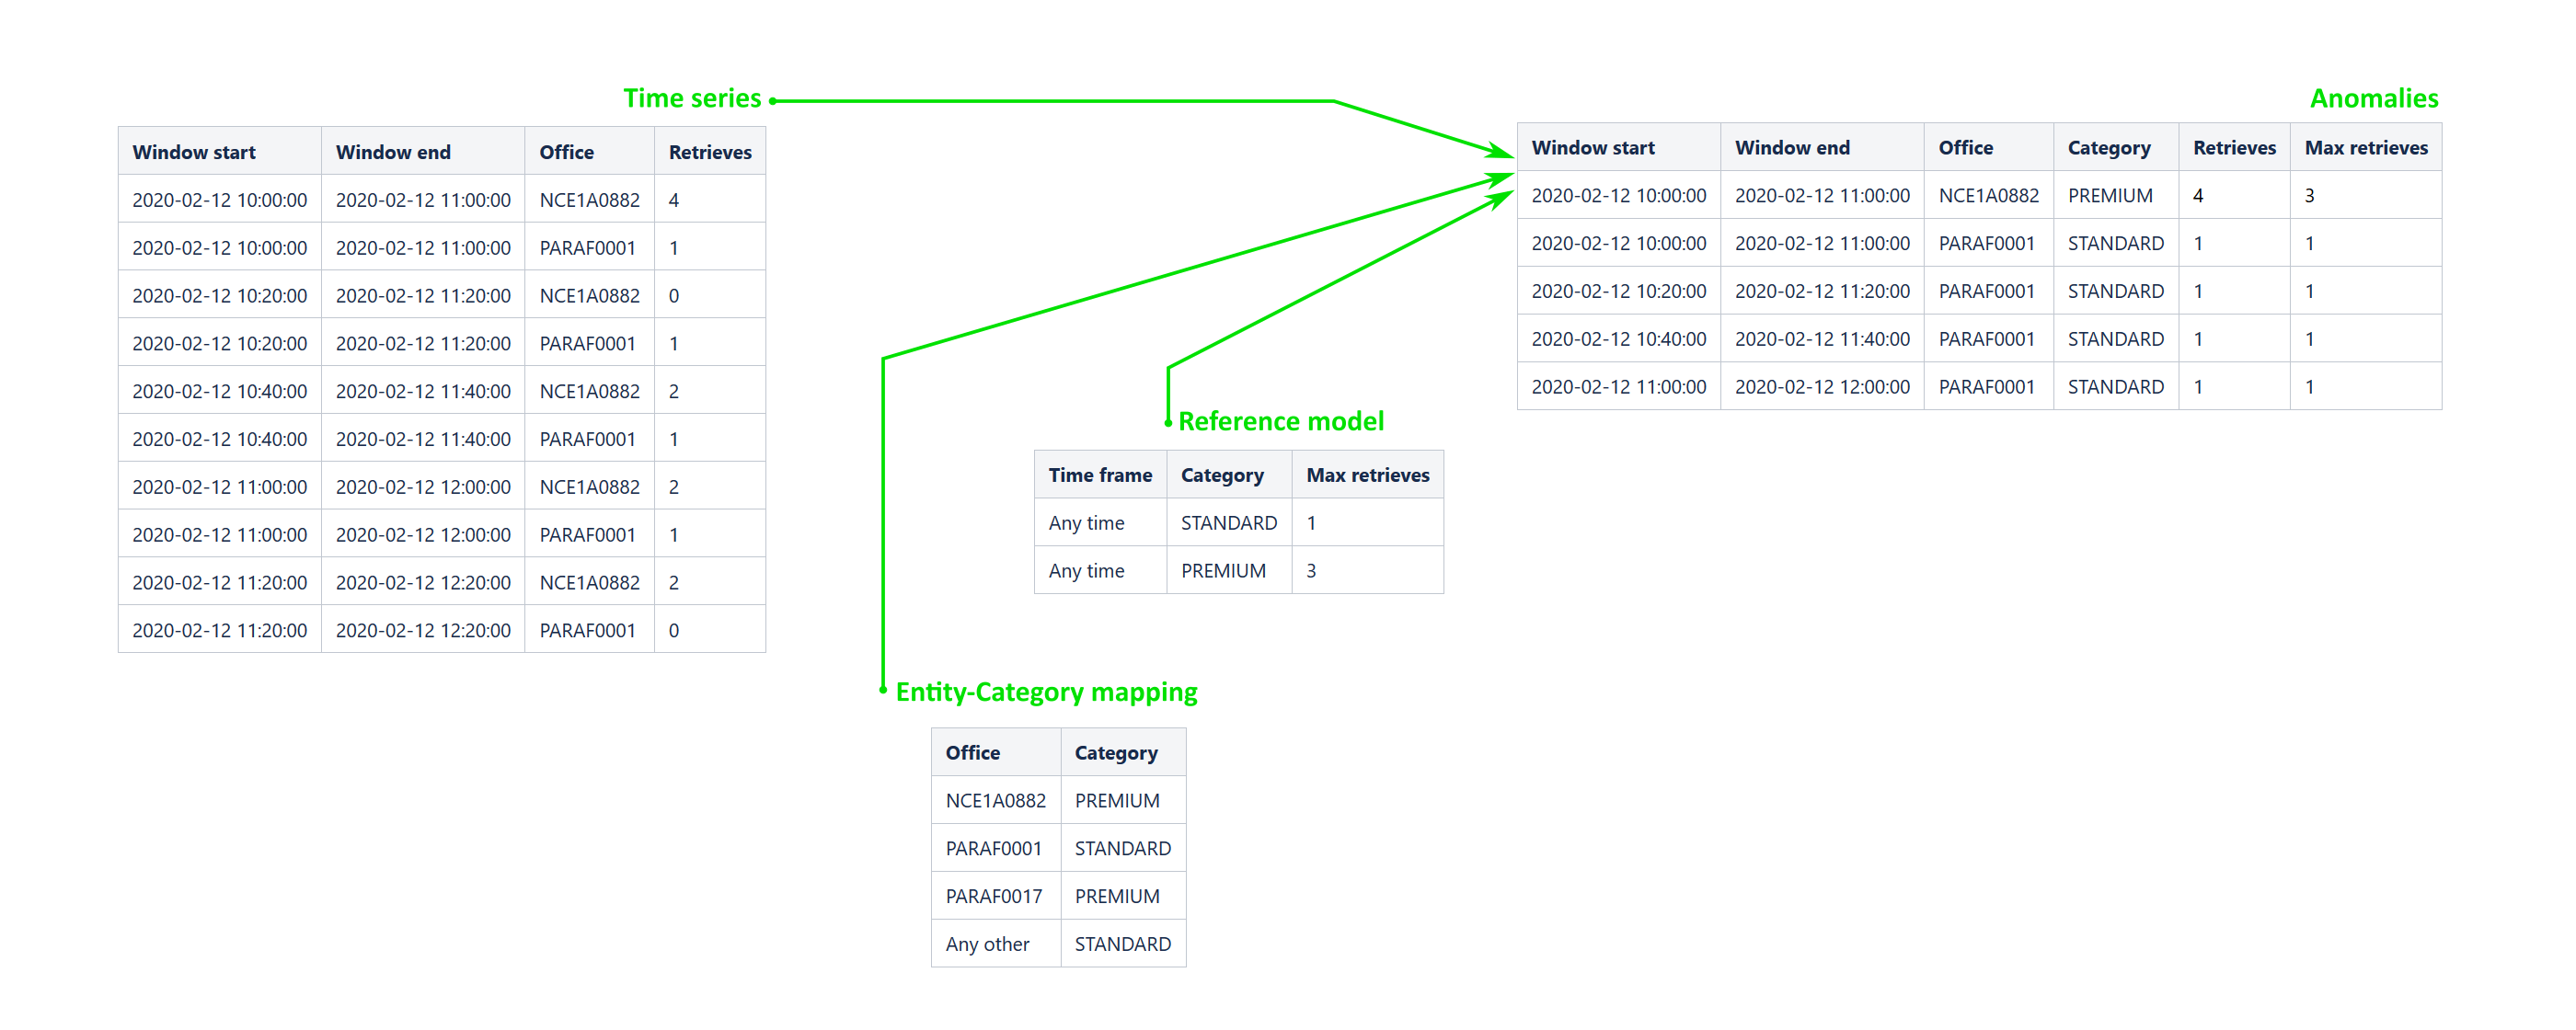 Time series
Window start Window end Office Retrieves
2020-02-12 10:00:00 2020-02-12 11:00:00 NCE1A0882 4
2020-02-12 10:00:00 2020-02-12 11:00:00 PARAF0001 1
2020-02-12 10:20:00 2020-02-12 11:20:00 NCE1A0882 0
2020-02-12 10:20:00 2020-02-12 11:20:00 PARAF0001 1
2020-02-12 10:40:00 2020-02-12 11:40:00 NCE1A0882 2
2020-02-12 10:40:00 2020-02-12 11:40:00 PARAF0001 1
2020-02-12 11:00:00 2020-02-12 12:00:00 NCE1A0882 2
2020-02-12 11:00:00 2020-02-12 12:00:00 PARAF0001 1
2020-02-12 11:20:00 2020-02-12 12:20:00 NCE1A0882 2
2020-02-12 11:20:00 2020-02-12 12:20:00 PARAF0001 0
Reference model
Time frame Category Max retrieves
Any time STANDARD 1
Any time PREMIUM 3
Entity-Category mapping
Office Category
NCE1A0882 PREMIUM
PARAF0001 STANDARD
PARAF0017 PREMIUM
Any other STANDARD
Anomalies
Window start Window end Office Category Retrieves Max retrieves
2020-02-12 10:00:00 2020-02-12 11:00:00 NCE1A0882 PREMIUM 4 3
2020-02-12 10:00:00 2020-02-12 11:00:00 PARAF0001 STANDARD 1 1
2020-02-12 10:20:00 2020-02-12 11:20:00 PARAF0001 STANDARD 1 1
2020-02-12 10:40:00 2020-02-12 11:40:00 PARAF0001 STANDARD 1 1
2020-02-12 11:00:00 2020-02-12 12:00:00 PARAF0001 STANDARD 1 1